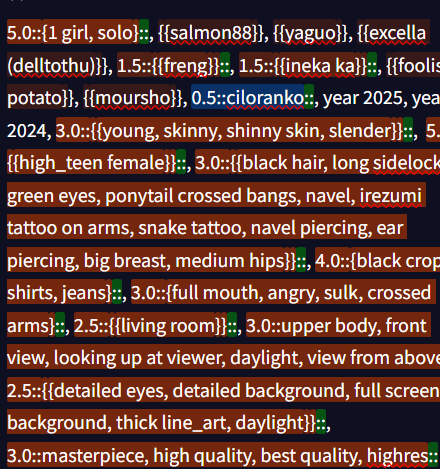 5.0::{1 girl, solo}::, {{salmon88}}, {{yaguo}}, {{excella
(delltothu)}}, 1.5::{{freng}}::, 1.5::{{ineka ka}}::, {{foolis
potato}}, {{moursho}}, 0.5::ciloranko::, year 2025, yea
2024, 3.0::{{young, skinny, shinny skin, slender}}::, 5.
{{high_teen female}}::, 3.0::{{black hair, long sidelock
green eyes, ponytail crossed bangs, navel, irezumi
tattoo on arms, snake tattoo, navel piercing, ear
piercing, big breast, medium hips}}::, 4.0::{black crop
shirts, jeans}::, 3.0::{full mouth, angry, sulk, crossed
arms}::, 2.5::{{living room}}::, 3.0::upper body, front
view, looking up at viewer, daylight, view from above
2.5::{{detailed eyes, detailed background, full screen
background, thick line_art, daylight}}::,
3.0::masterpiece, high quality, best quality, highres::